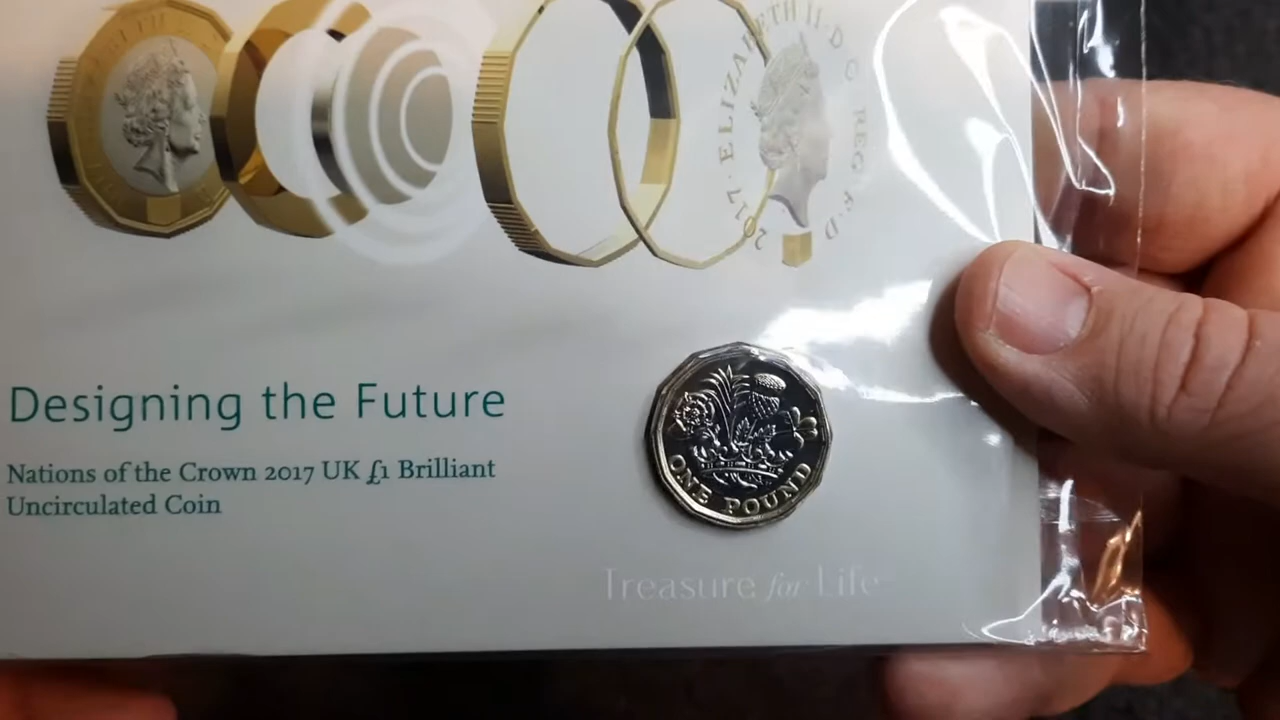 2017 · ELIZABETH II · D · G · REG · F · D
Designing the Future
Nations of the Crown 2017 UK £1 Brilliant
Uncirculated Coin
ONE POUND
Treasure for Life